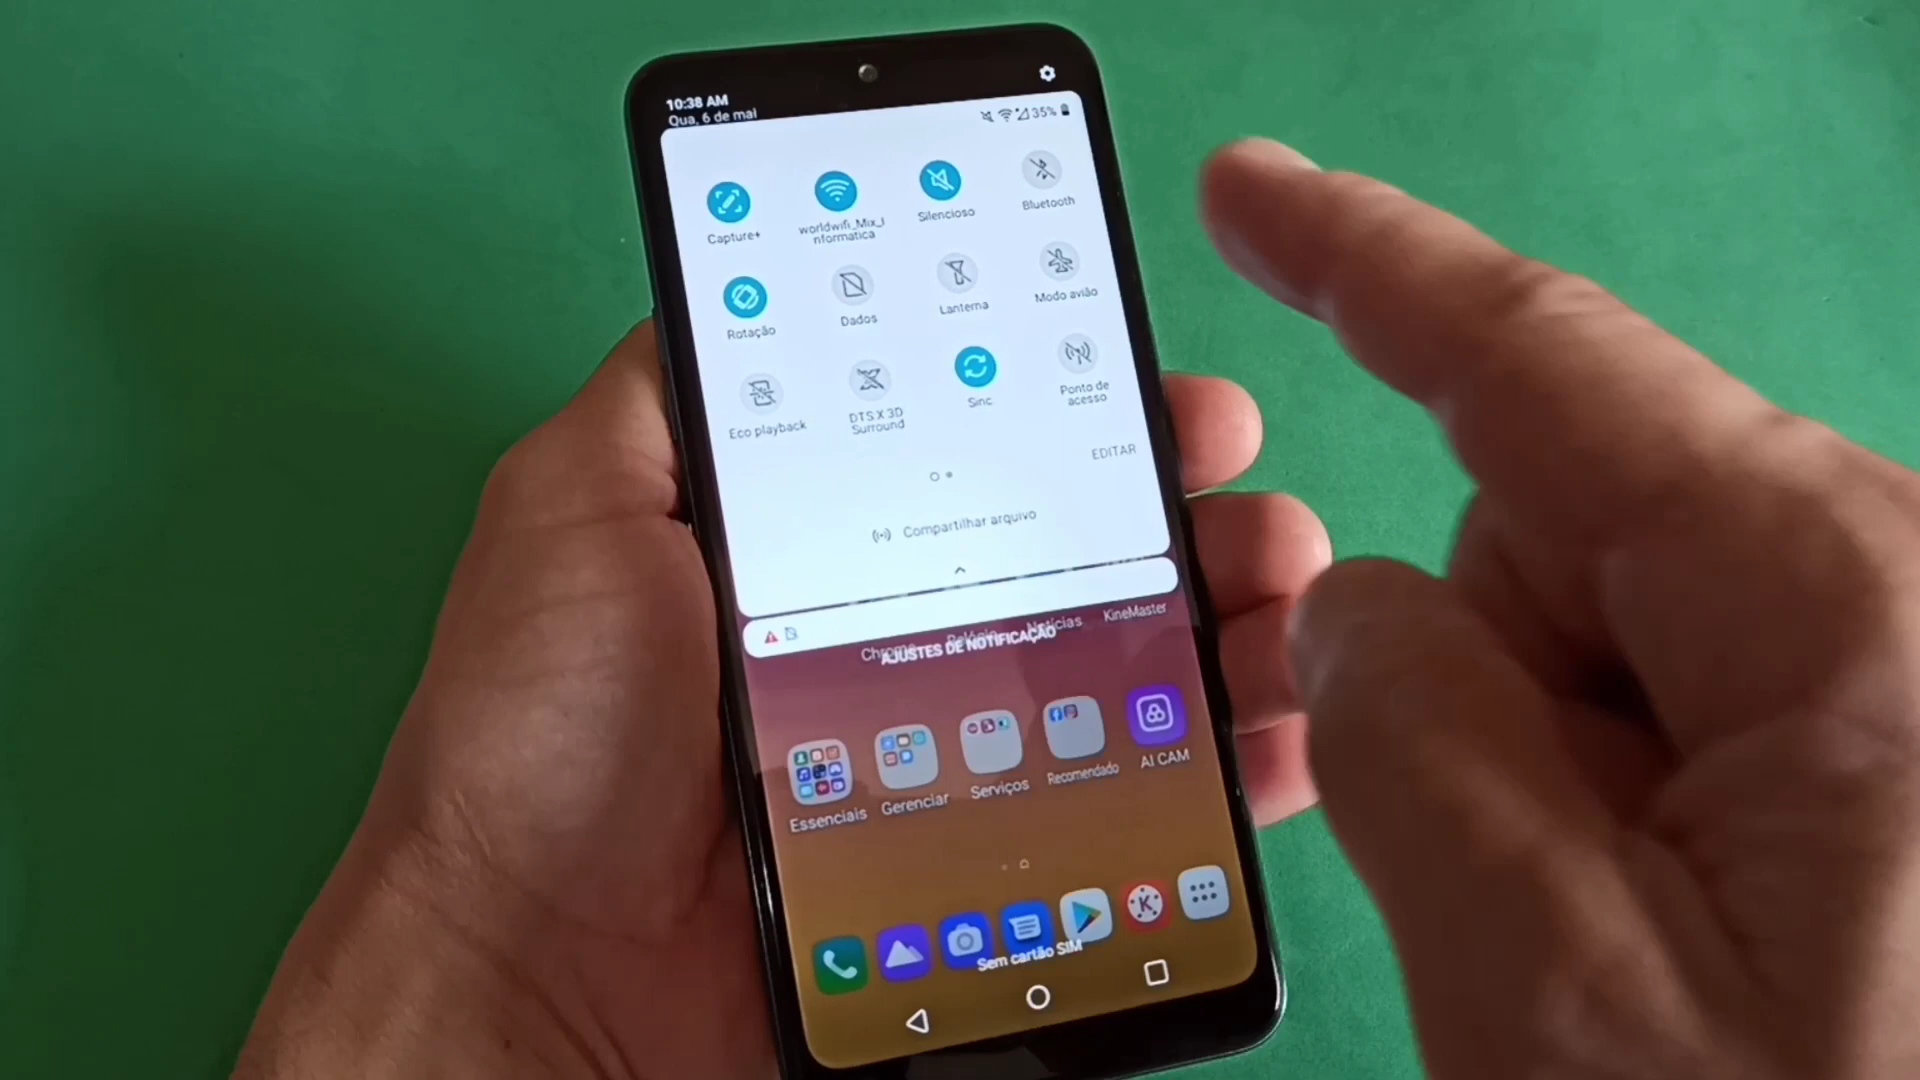 10:38 AM
Qua, 6 de mai
35%
Capture+
worldwifi_Mix_I
nformatica
Silencioso
Bluetooth
Rotação
Dados
Lanterna
Modo avião
Eco playback
DTS X 3D
Surround
Sinc.
Ponto de
acesso
EDITAR
Compartilhar arquivo
Chrome
Relógio
Notícias
KineMaster
AJUSTES DE NOTIFICAÇÃO
Essenciais
Gerenciar
Serviços
Recomendado
AI CAM
K
Sem cartão SIM